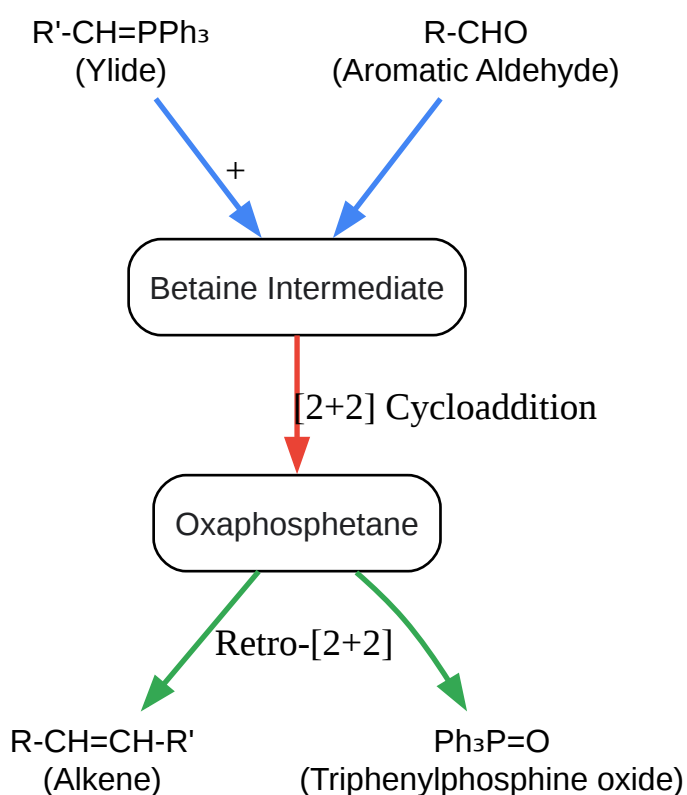 R'-CH=PPh₃
(Ylide)
R-CHO
(Aromatic Aldehyde)
+
Betaine Intermediate
[2+2] Cycloaddition
Oxaphosphetane
Retro-[2+2]
R-CH=CH-R'
(Alkene)
Ph₃P=O
(Triphenylphosphine oxide)